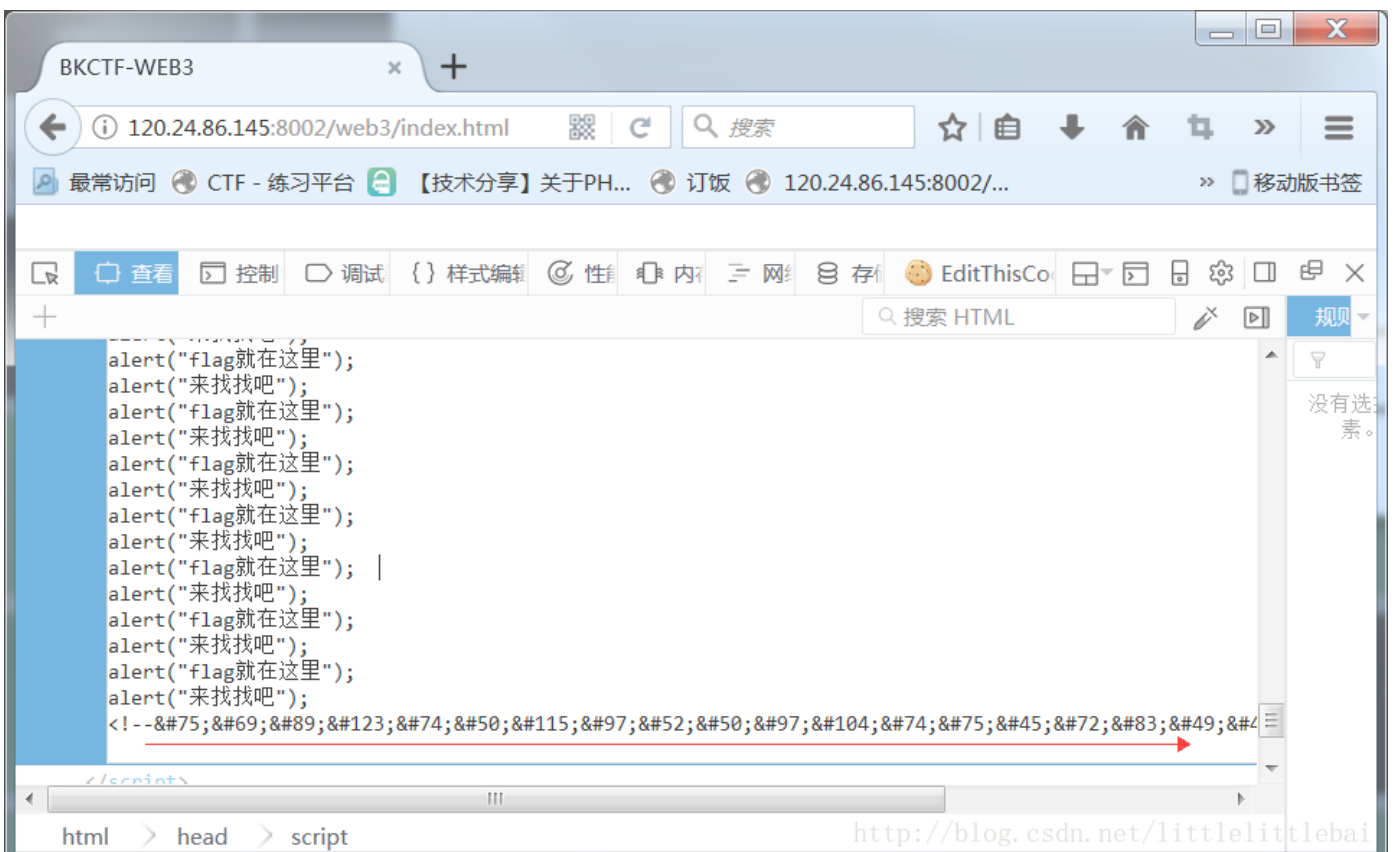 BKCTF-WEB3
120.24.86.145:8002/web3/index.html
搜索
最常访问
CTF - 练习平台
【技术分享】关于PH...
订饭
120.24.86.145:8002/...
移动版书签
查看
控制
调试
{ } 样式编辑
性
内
网
存
EditThisCo
搜索 HTML
规则
alert("flag就在这里");
没有选
alert("来找找吧");
素。
alert("flag就在这里");
alert("来找找吧");
alert("flag就在这里");
alert("来找找吧");
alert("flag就在这里");
alert("来找找吧");
alert("flag就在这里");
alert("来找找吧");
alert("flag就在这里");
alert("来找找吧");
alert("flag就在这里");
alert("来找找吧");
<!--&#75;&#69;&#89;&#123;&#74;&#50;&#115;&#97;&#52;&#50;&#97;&#104;&#74;&#75;&#45;&#72;&#83;&#49;&#4
</script>
html > head > script
http://blog.csdn.net/littlelittlebai